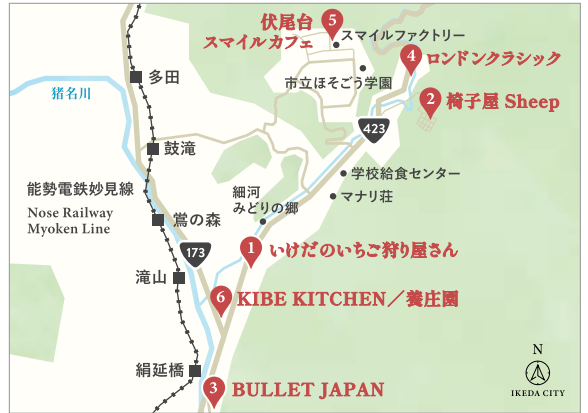 5
伏尾台
スマイルカフェ
スマイルファクトリー
4
ロンドンクラシック
多田
市立ほそごう学園
猪名川
2
椅子屋 Sheep
423
鼓滝
学校給食センター
能勢電鉄妙見線
Nose Railway
Myoken Line
細河
みどりの郷
マナリ荘
鴬の森
173
1
いけだのいちご狩り屋さん
滝山
6
KIBE KITCHEN／養庄園
絹延橋
3
BULLET JAPAN
N
IKEDA CITY